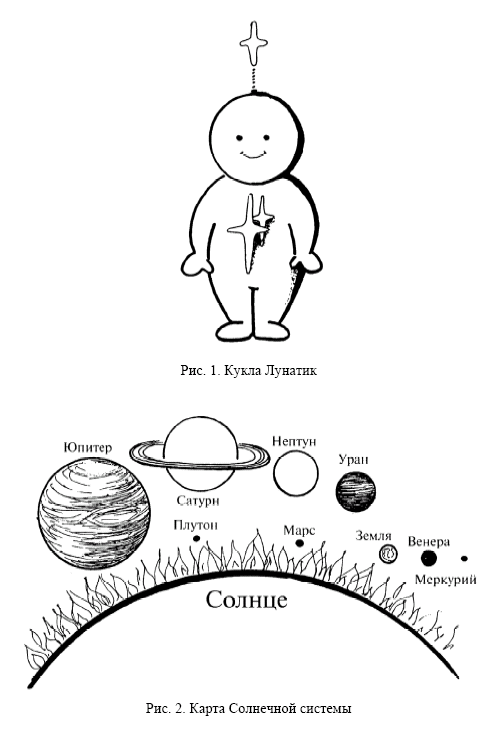 Рис. 1. Кукла Лунатик
Юпитер
Сатурн
Нептун
Уран
Плутон
Марс
Земля
Венера
Меркурий
Солнце
Рис. 2. Карта Солнечной системы